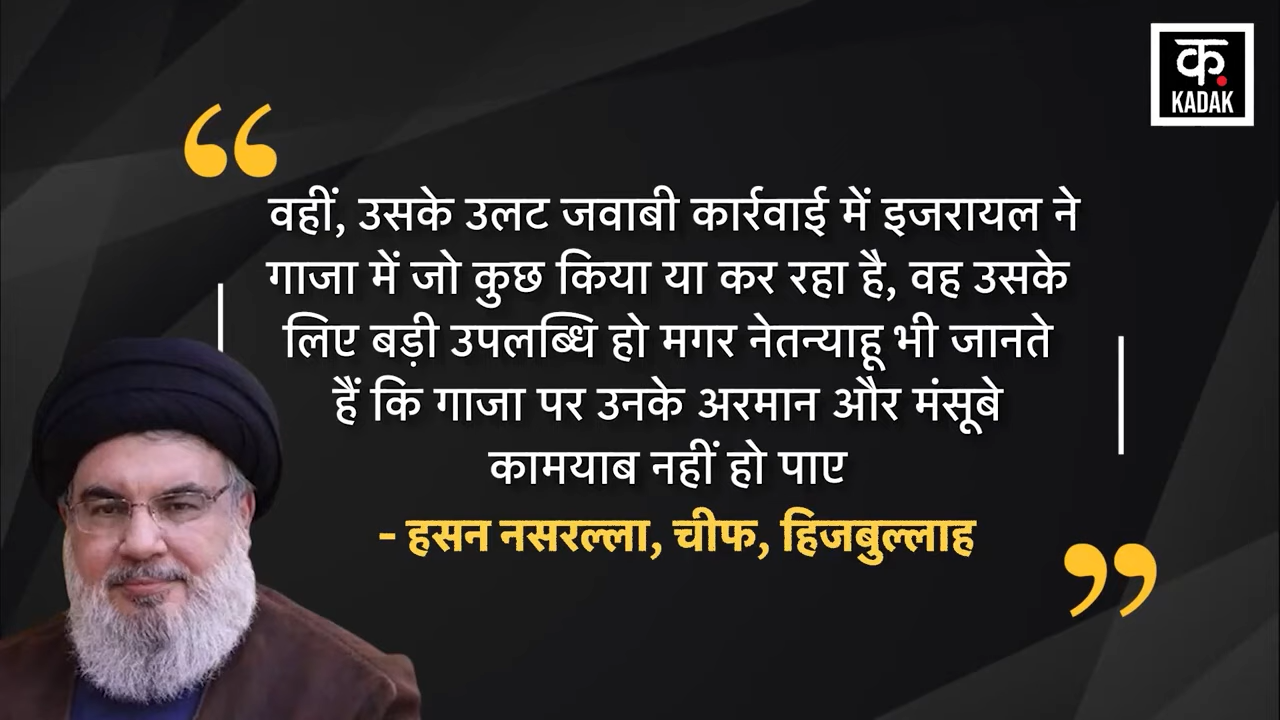 क.
KADAK
“
वहीं, उसके उलट जवाबी कार्रवाई में इजरायल ने
गाजा में जो कुछ किया या कर रहा है, वह उसके
लिए बड़ी उपलब्धि हो मगर नेतन्याहू भी जानते
हैं कि गाजा पर उनके अरमान और मंसूबे
कामयाब नहीं हो पाए
- हसन नसरल्ला, चीफ, हिजबुल्लाह
”